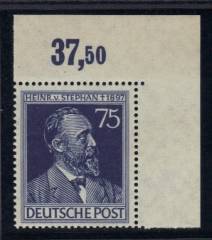 37,50
HEINR. v. STEPHAN † 1897
75
DEUTSCHE POST